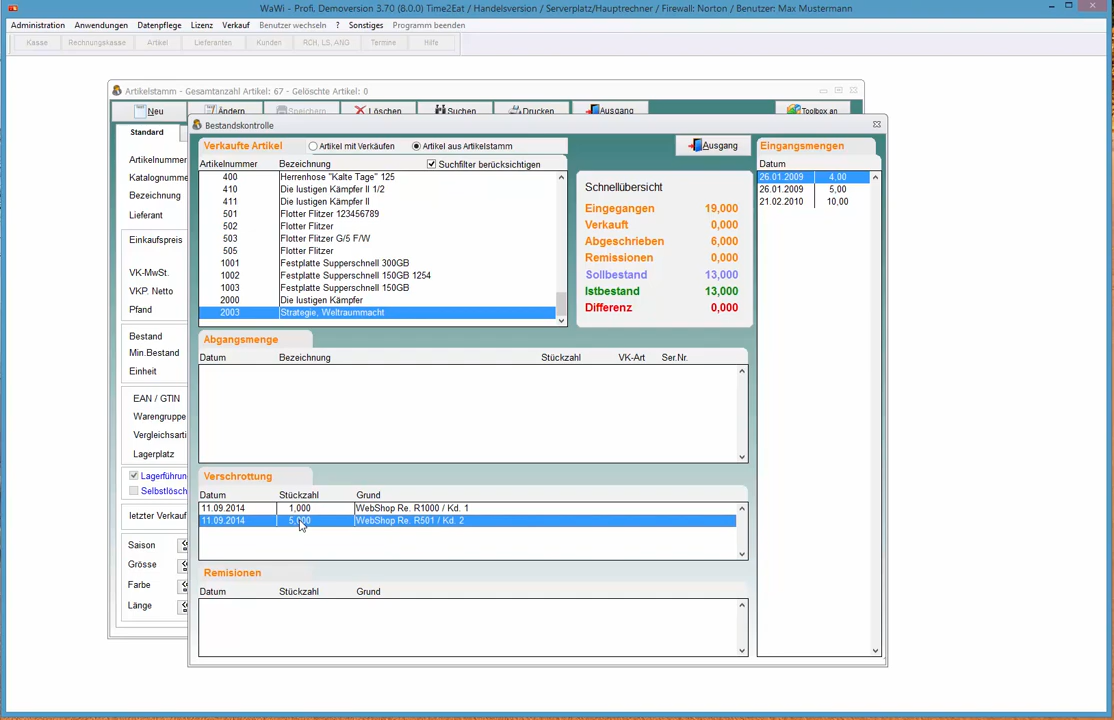 WaWi - Profi. Demoversion 3.70 (8.0.0) Time2Eat / Handelsversion / Serverplatz/Hauptrechner / Firewall: Norton / Benutzer: Max Mustermann
Administration Anwendungen Datenpflege Lizenz Verkauf Benutzer wechseln ? Sonstiges Programm beenden
Kasse Rechnungskasse Artikel Lieferanten Kunden RCH, LS, ANG Termine Hilfe
Artikelstamm - Gesamtanzahl Artikel: 67 - Gelöschte Artikel: 0
Neu Ändern Speichern Löschen Suchen Drucken Ausgang Toolbox an
Bestandskontrolle
Standard
Artikelnummer
Katalognumme
Bezeichnung
Lieferant
Einkaufspreis
VK-MwSt.
VKP. Netto
Pfand
Bestand
Min.Bestand
Einheit
EAN / GTIN
Warengruppe
Vergleichsarti
Lagerplatz
Lagerführun
Selbstlösch
letzter Verkauf
Saison
Grösse
Farbe
Länge
Verkaufte Artikel Artikel mit Verkäufen Artikel aus Artikelstamm
Artikelnummer Bezeichnung Suchfilter berücksichtigen
400 Herrenhose "Kalte Tage" 125
410 Die lustigen Kämpfer II 1/2
411 Die lustigen Kämpfer II
501 Flotter Flitzer 123456789
502 Flotter Flitzer
503 Flotter Flitzer G/5 F/W
505 Flotter Flitzer
1001 Festplatte Supperschnell 300GB
1002 Festplatte Supperschnell 150GB 1254
1003 Festplatte Supperschnell 150GB
2000 Die lustigen Kämpfer
2003 Strategie, Weltraummacht
Ausgang
Schnellübersicht
Eingegangen 19,000
Verkauft 0,000
Abgeschrieben 6,000
Remissionen 0,000
Sollbestand 13,000
Istbestand 13,000
Differenz 0,000
Eingangsmengen
Datum
26.01.2009 4,00
26.01.2009 5,00
21.02.2010 10,00
Abgangsmenge
Datum Bezeichnung Stückzahl VK-Art Ser.Nr.
Verschrottung
Datum Stückzahl Grund
11.09.2014 1,000 WebShop Re. R1000 / Kd. 1
11.09.2014 5,000 WebShop Re. R501 / Kd. 2
Remisionen
Datum Stückzahl Grund